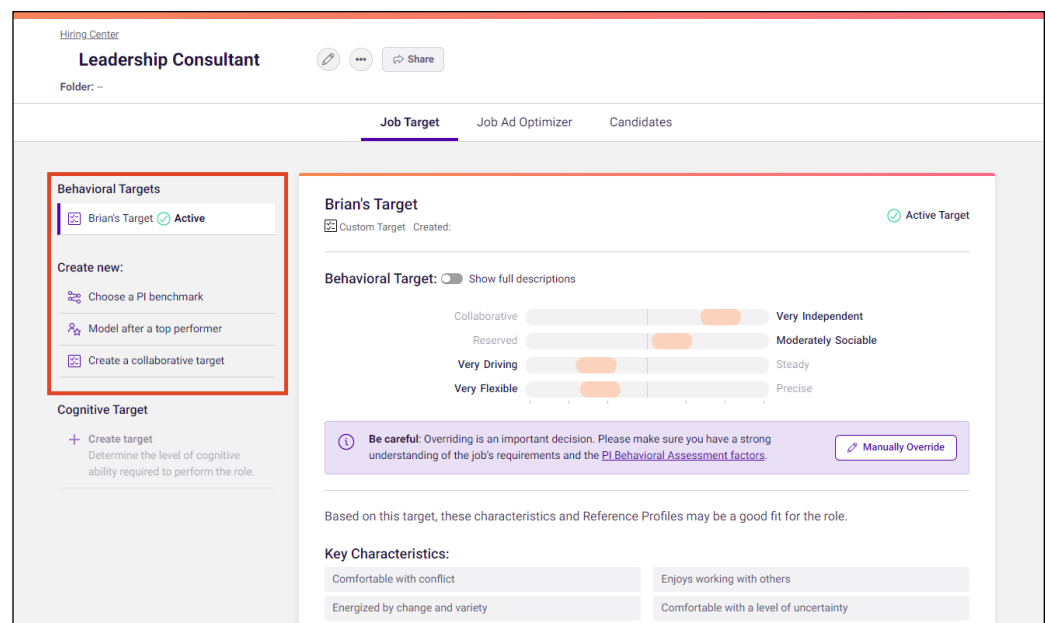 Hiring Center
Leadership Consultant
Share
Folder: –
Job Target Job Ad Optimizer Candidates
Behavioral Targets
Brian's Target Active
Create new:
Choose a PI benchmark
Model after a top performer
Create a collaborative target
Cognitive Target
Create target
Determine the level of cognitive
ability required to perform the role.
Brian's Target
Custom Target Created:
Active Target
Behavioral Target: Show full descriptions
Collaborative Very Independent
Reserved Moderately Sociable
Very Driving Steady
Very Flexible Precise
Be careful: Overriding is an important decision. Please make sure you have a strong
understanding of the job's requirements and the PI Behavioral Assessment factors.
Manually Override
Based on this target, these characteristics and Reference Profiles may be a good fit for the role.
Key Characteristics:
Comfortable with conflict Enjoys working with others
Energized by change and variety Comfortable with a level of uncertainty